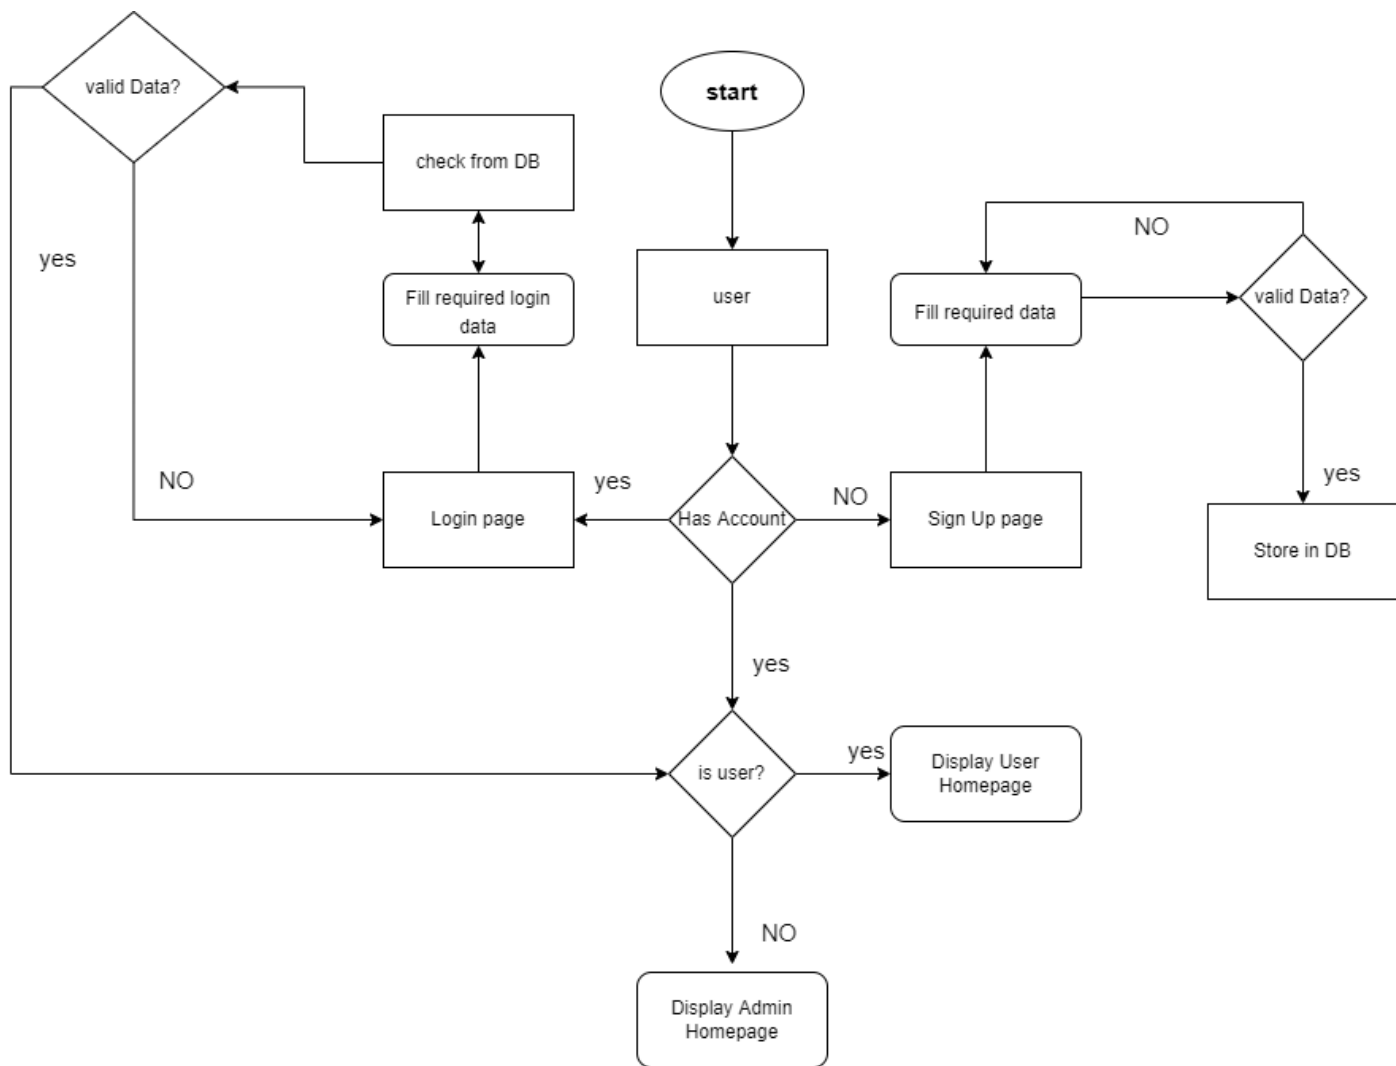 valid Data?
start
check from DB
yes
NO
user
Fill required login
data
Fill required data
valid Data?
NO
yes
Login page
yes
Has Account
NO
Sign Up page
yes
Store in DB
yes
is user?
yes
Display User
Homepage
NO
Display Admin
Homepage